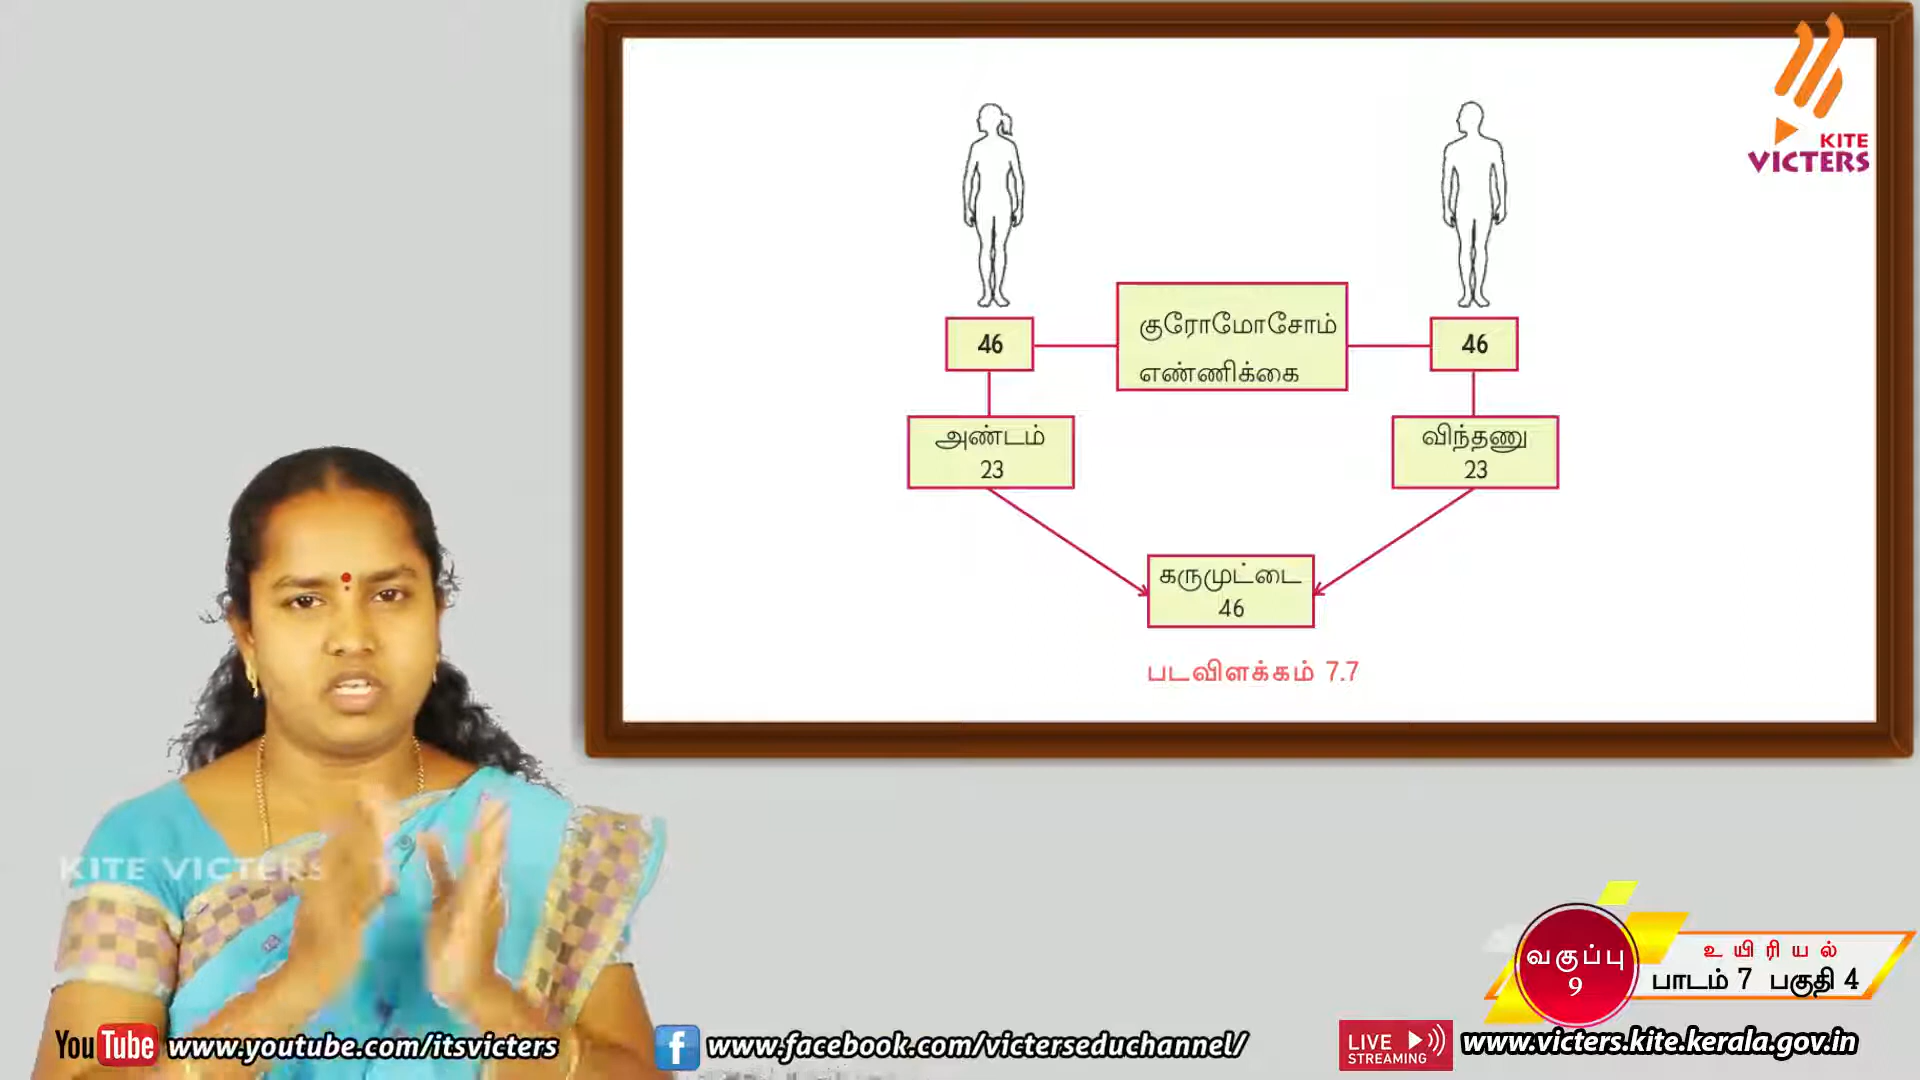 KITE
VICTERS
குரோமோசோம்
எண்ணிக்கை
46
46
அண்டம்
23
விந்தணு
23
கருமுட்டை
46
படவிளக்கம் 7.7
KITE VICTERS
வகுப்பு
9
உயிரியல்
பாடம் 7 பகுதி 4
YouTube www.youtube.com/itsvicters
f www.facebook.com/victerseduchannel/
LIVE
STREAMING
www.victers.kite.kerala.gov.in